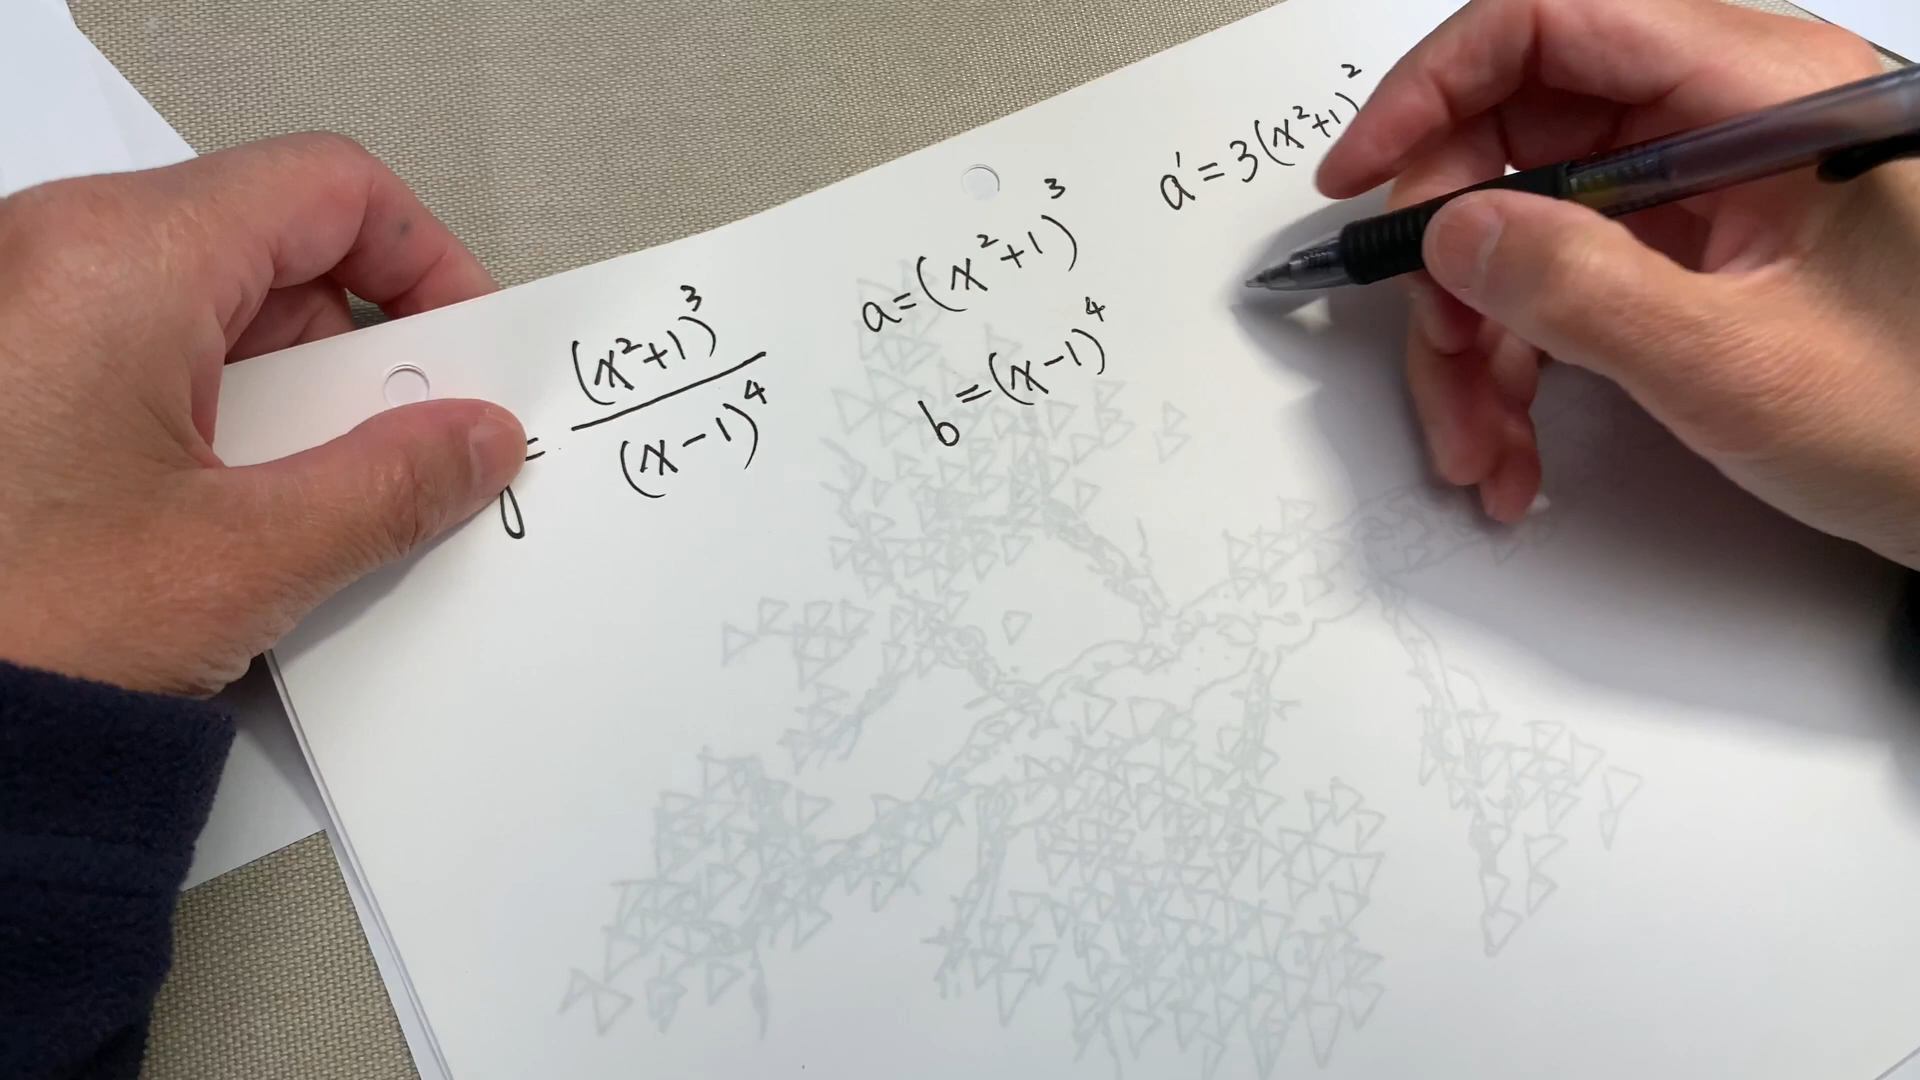 y = (x²+1)³ / (x-1)⁴
a=(x²+1)³
b=(x-1)⁴
a'=3(x²+1)²